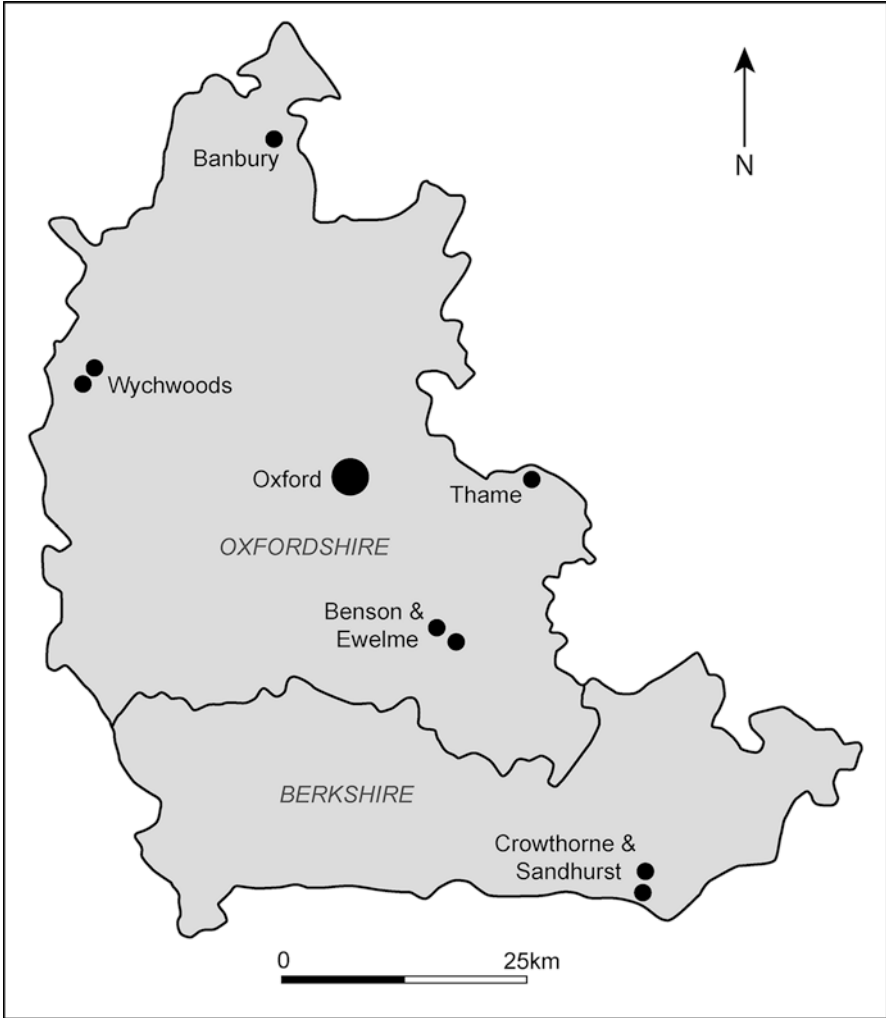 N
Banbury
Wychwoods
Oxford
Thame
OXFORDSHIRE
Benson &
Ewelme
BERKSHIRE
Crowthorne &
Sandhurst
0 25km